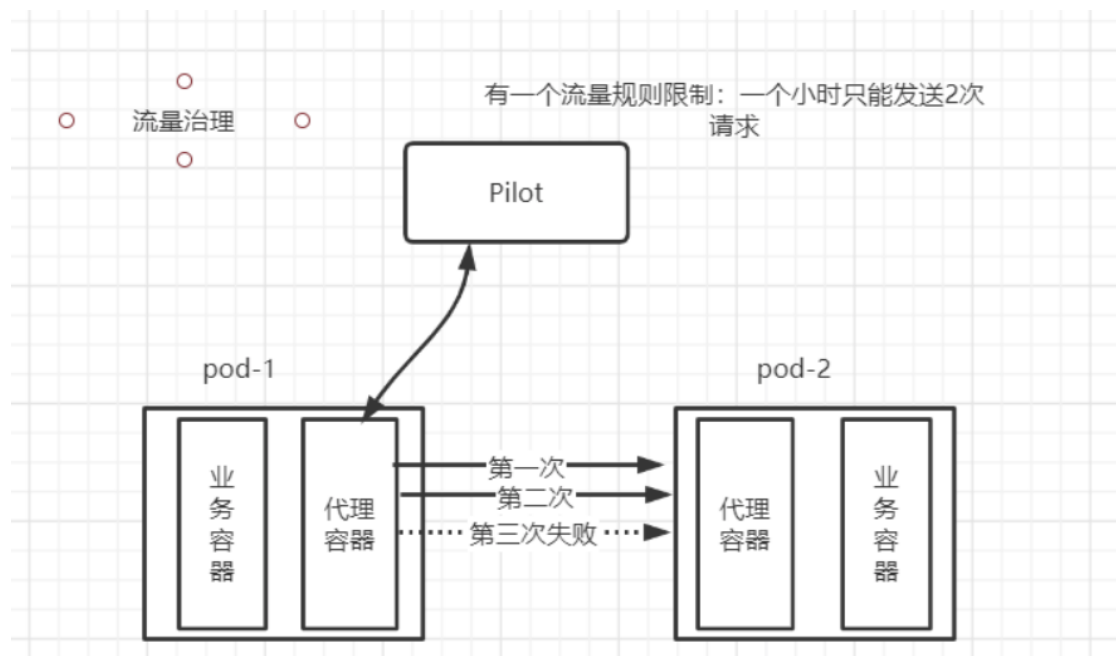 有一个流量规则限制：一个小时只能发送2次
请求
流量治理
Pilot
pod-1
pod-2
业
务
容
器
代理
容器
第一次
第二次
第三次失败
代理
容器
业
务
容
器